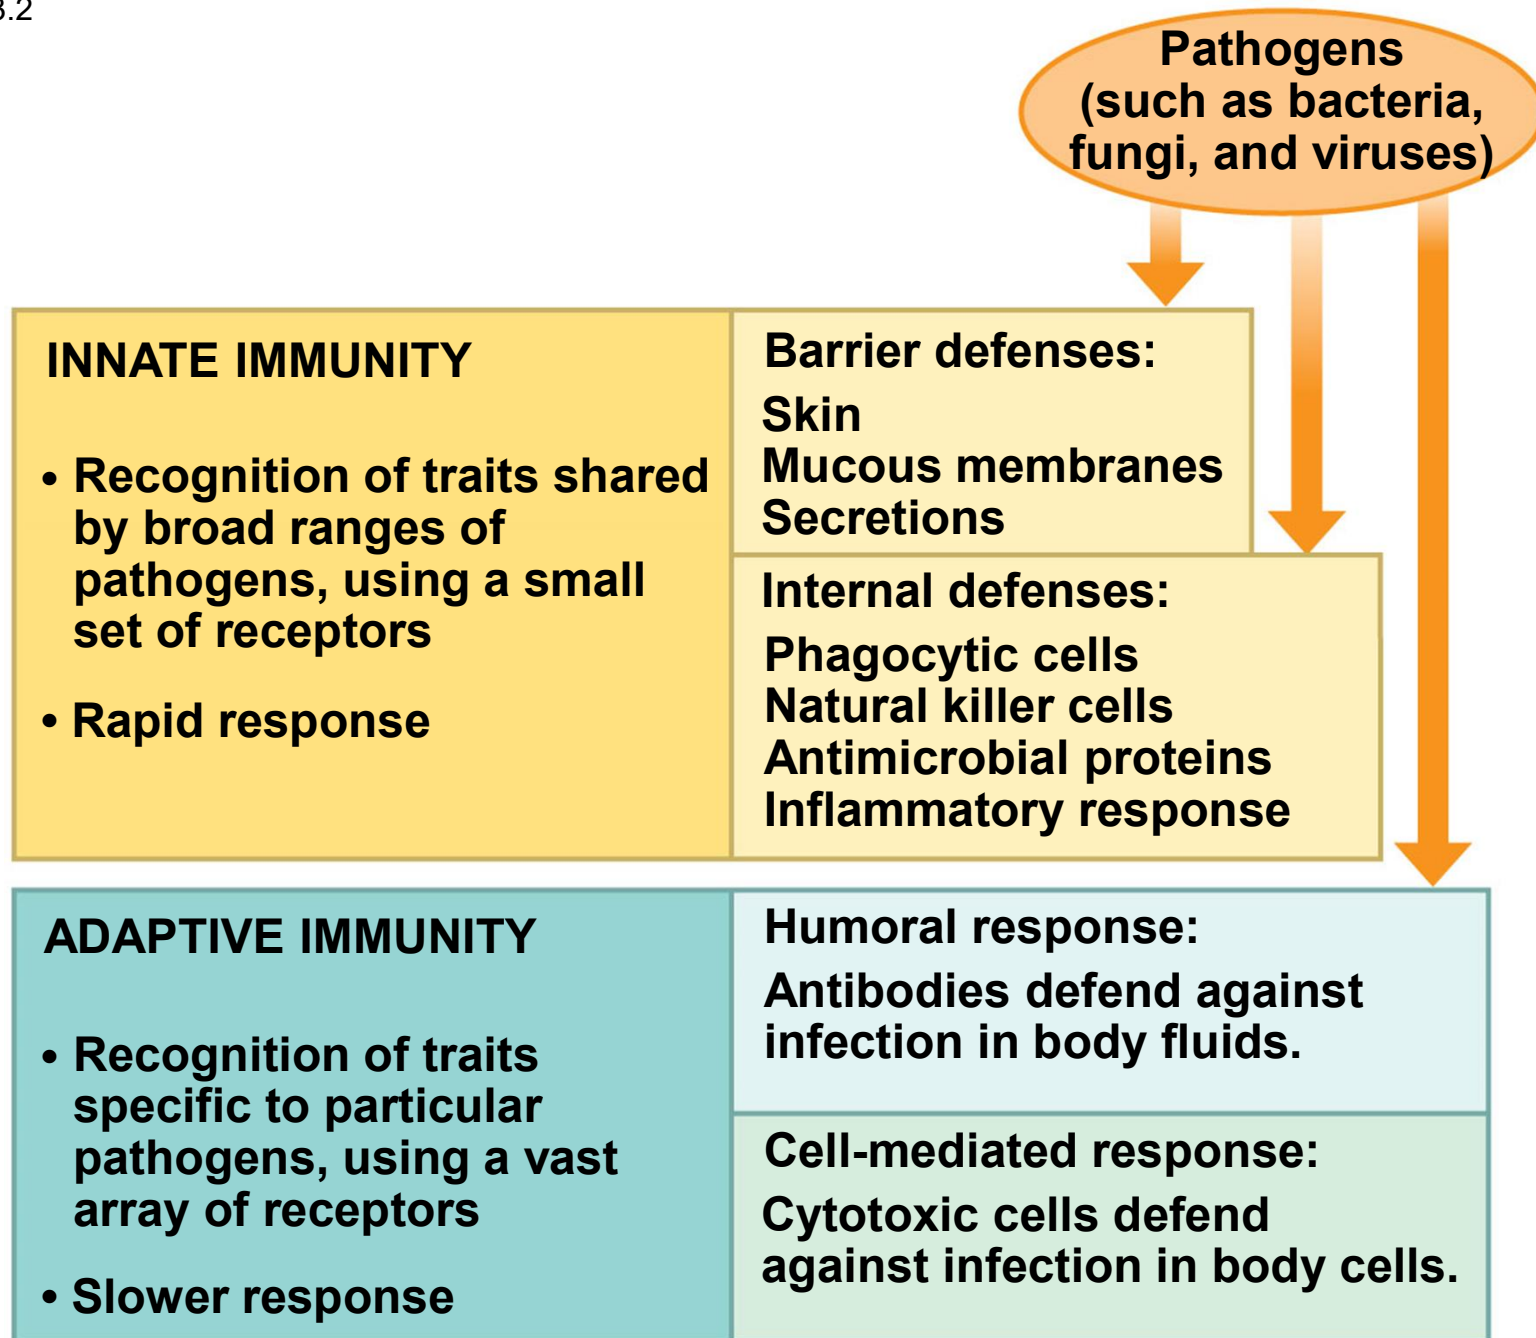 3.2
Pathogens
(such as bacteria,
fungi, and viruses)
INNATE IMMUNITY
• Recognition of traits shared
by broad ranges of
pathogens, using a small
set of receptors
• Rapid response
Barrier defenses:
Skin
Mucous membranes
Secretions
Internal defenses:
Phagocytic cells
Natural killer cells
Antimicrobial proteins
Inflammatory response
ADAPTIVE IMMUNITY
• Recognition of traits
specific to particular
pathogens, using a vast
array of receptors
• Slower response
Humoral response:
Antibodies defend against
infection in body fluids.
Cell-mediated response:
Cytotoxic cells defend
against infection in body cells.